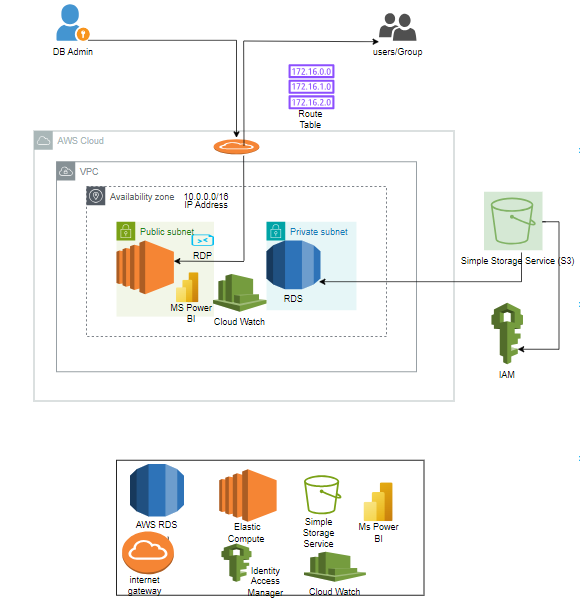 DB Admin
users/Group
172.16.0.0
172.16.1.0
172.16.2.0
Route
Table
AWS Cloud
VPC
Availability zone
10.0.0.0/16
IP Address
Public subnet
Private subnet
RDP
RDS
MS Power
BI
Cloud Watch
Simple Storage Service (S3)
IAM
AWS RDS
Elastic
Compute
Simple
Storage
Service
Ms Power
BI
internet
gateway
Identity
Access
Manager
Cloud Watch